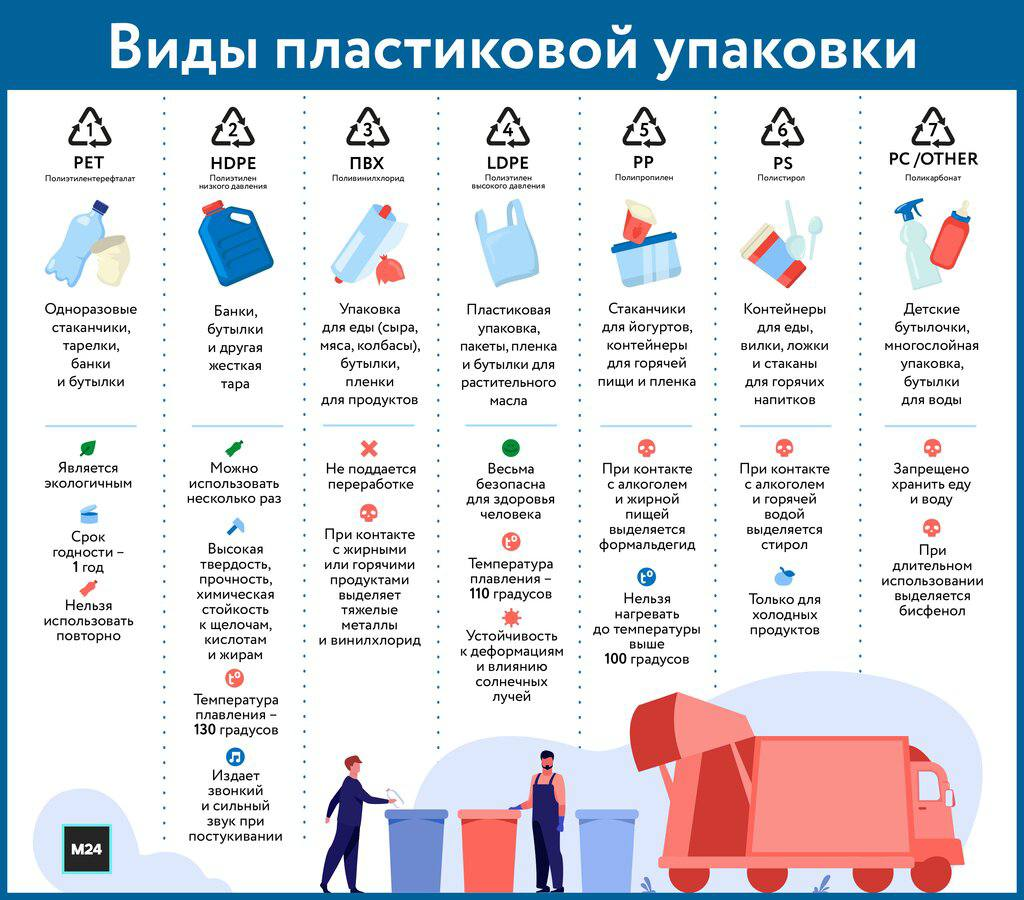 Виды пластиковой упаковки
1
PET
Полиэтилентерефталат
Одноразовые
стаканчики,
тарелки,
банки
и бутылки
Является
экологичным
Срок
годности –
1 год
Нельзя
использовать
повторно
2
HDPE
Полиэтилен
низкого давления
Банки,
бутылки
и другая
жесткая
тара
Можно
использовать
несколько раз
Высокая
твердость,
прочность,
химическая
стойкость
к щелочам,
кислотам
и жирам
t°
Температура
плавления –
130 градусов
Издает
звонкий
и сильный
звук при
постукивании
3
ПВХ
Поливинилхлорид
Упаковка
для еды (сыра,
мяса, колбасы),
бутылки,
пленки
для продуктов
Не поддается
переработке
При контакте
с жирными
или горячими
продуктами
выделяет
тяжелые
металлы
и винилхлорид
4
LDPE
Полиэтилен
высокого давления
Пластиковая
упаковка,
пакеты, пленка
и бутылки для
растительного
масла
Весьма
безопасна
для здоровья
человека
t°
Температура
плавления –
110 градусов
Устойчивость
к деформациям
и влиянию
солнечных
лучей
5
PP
Полипропилен
Стаканчики
для йогуртов,
контейнеры
для горячей
пищи и пленка
При контакте
с алкоголем
и жирной
пищей
выделяется
формальдегид
t°
Нельзя
нагревать
до температуры
выше
100 градусов
6
PS
Полистирол
Контейнеры
для еды,
вилки, ложки
и стаканы
для горячих
напитков
При контакте
с алкоголем
и горячей
водой
выделяется
стирол
Только для
холодных
продуктов
7
PC /OTHER
Поликарбонат
Детские
бутылочки,
многослойная
упаковка,
бутылки
для воды
Запрещено
хранить еду
и воду
При
длительном
использовании
выделяется
бисфенол
М24